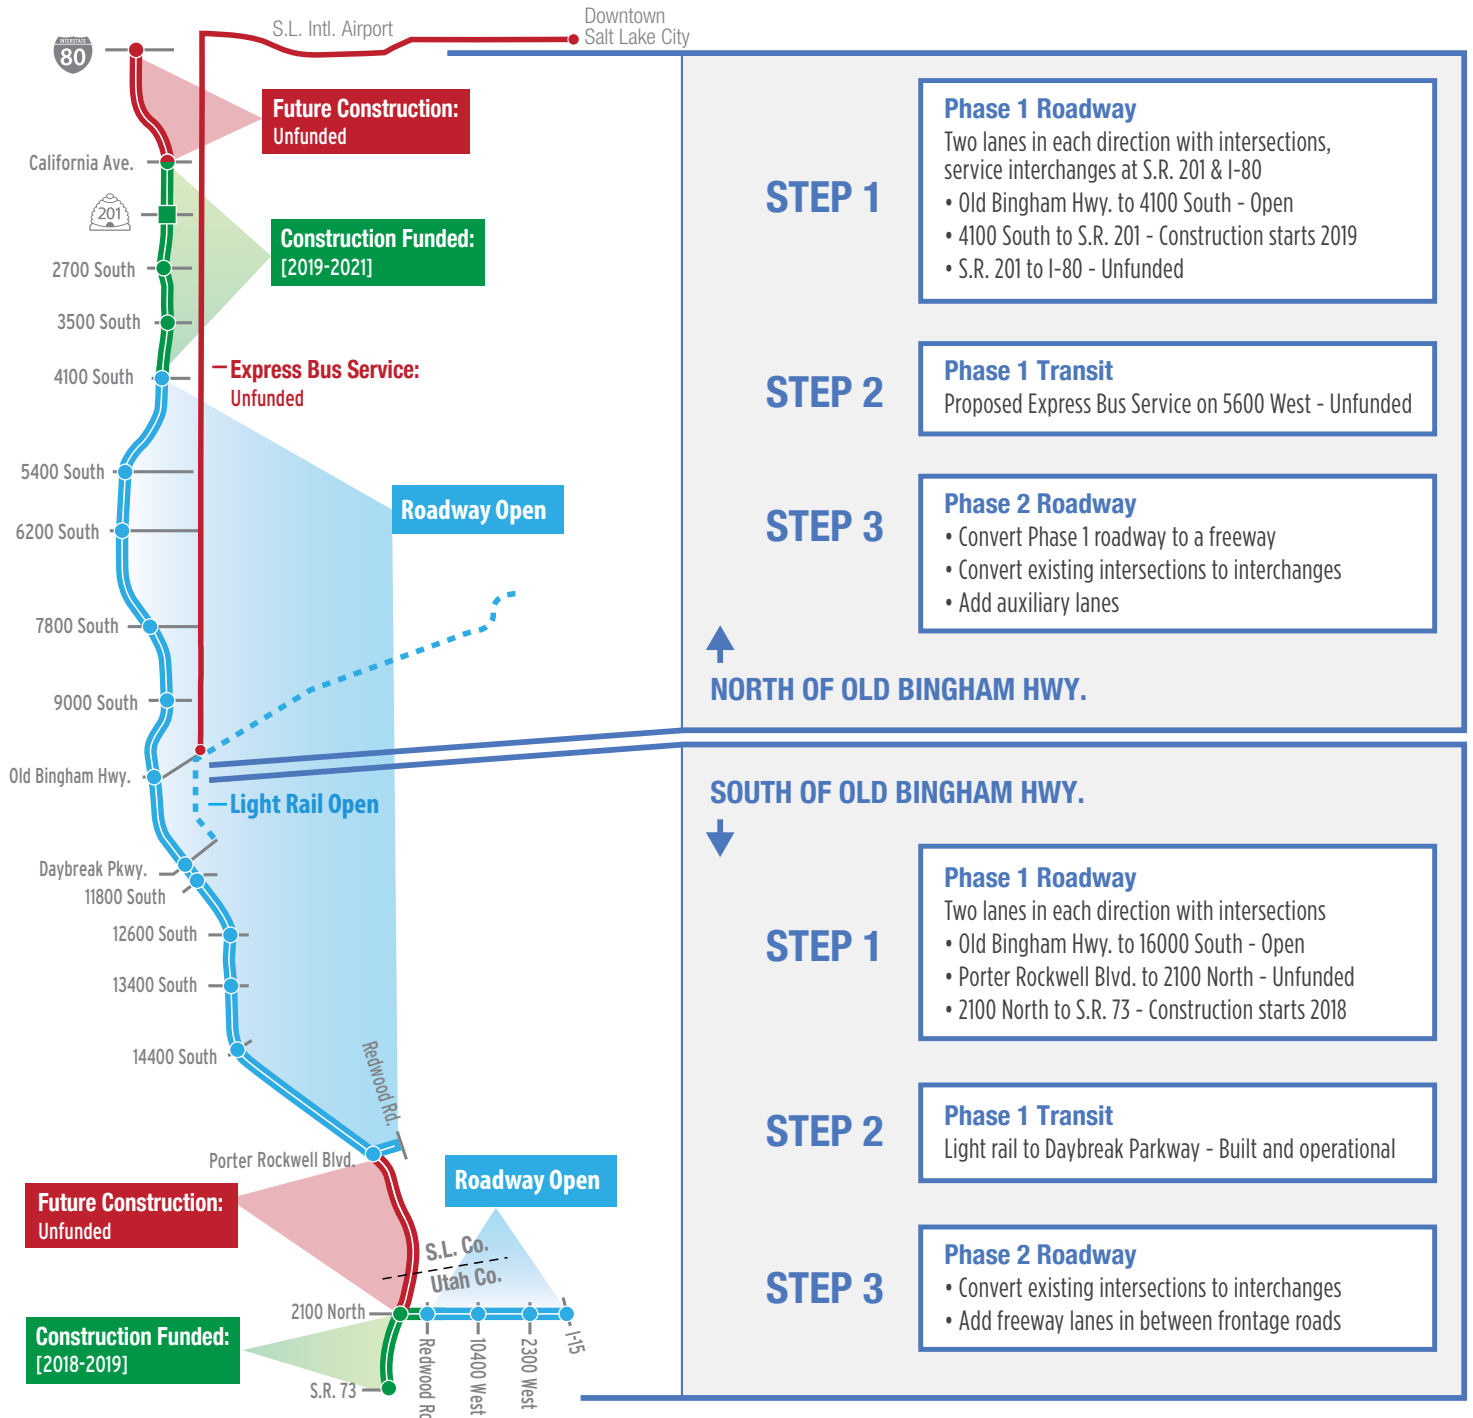 S.L. Intl. Airport
Downtown
Salt Lake City
INTERSTATE
80
Future Construction:
Unfunded
California Ave.
201
Construction Funded:
[2019-2021]
2700 South
3500 South
4100 South
Express Bus Service:
Unfunded
5400 South
Roadway Open
6200 South
7800 South
9000 South
Old Bingham Hwy.
Light Rail Open
Daybreak Pkwy.
11800 South
12600 South
13400 South
14400 South
Redwood Rd.
Porter Rockwell Blvd.
Roadway Open
Future Construction:
Unfunded
S.L. Co.
Utah Co.
2100 North
Construction Funded:
[2018-2019]
S.R. 73
Redwood Rd
10400 West
2300 West
I-15
STEP 1
Phase 1 Roadway
Two lanes in each direction with intersections,
service interchanges at S.R. 201 & I-80
• Old Bingham Hwy. to 4100 South - Open
• 4100 South to S.R. 201 - Construction starts 2019
• S.R. 201 to I-80 - Unfunded
STEP 2
Phase 1 Transit
Proposed Express Bus Service on 5600 West - Unfunded
STEP 3
Phase 2 Roadway
• Convert Phase 1 roadway to a freeway
• Convert existing intersections to interchanges
• Add auxiliary lanes
NORTH OF OLD BINGHAM HWY.
SOUTH OF OLD BINGHAM HWY.
STEP 1
Phase 1 Roadway
Two lanes in each direction with intersections
• Old Bingham Hwy. to 16000 South - Open
• Porter Rockwell Blvd. to 2100 North - Unfunded
• 2100 North to S.R. 73 - Construction starts 2018
STEP 2
Phase 1 Transit
Light rail to Daybreak Parkway - Built and operational
STEP 3
Phase 2 Roadway
• Convert existing intersections to interchanges
• Add freeway lanes in between frontage roads